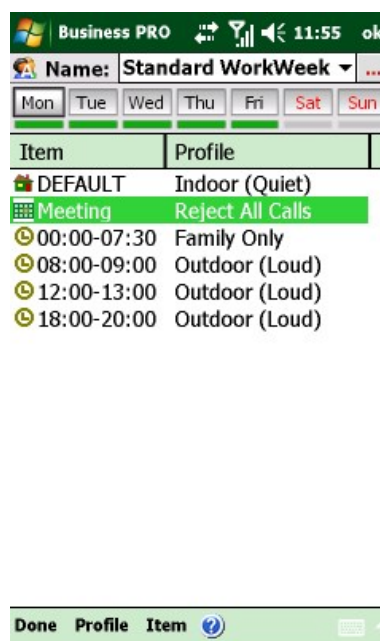 Business PRO 11:55 ok
Name: Standard WorkWeek ...
Mon Tue Wed Thu Fri Sat Sun
Item Profile
DEFAULT Indoor (Quiet)
Meeting Reject All Calls
00:00-07:30 Family Only
08:00-09:00 Outdoor (Loud)
12:00-13:00 Outdoor (Loud)
18:00-20:00 Outdoor (Loud)
Done Profile Item ?